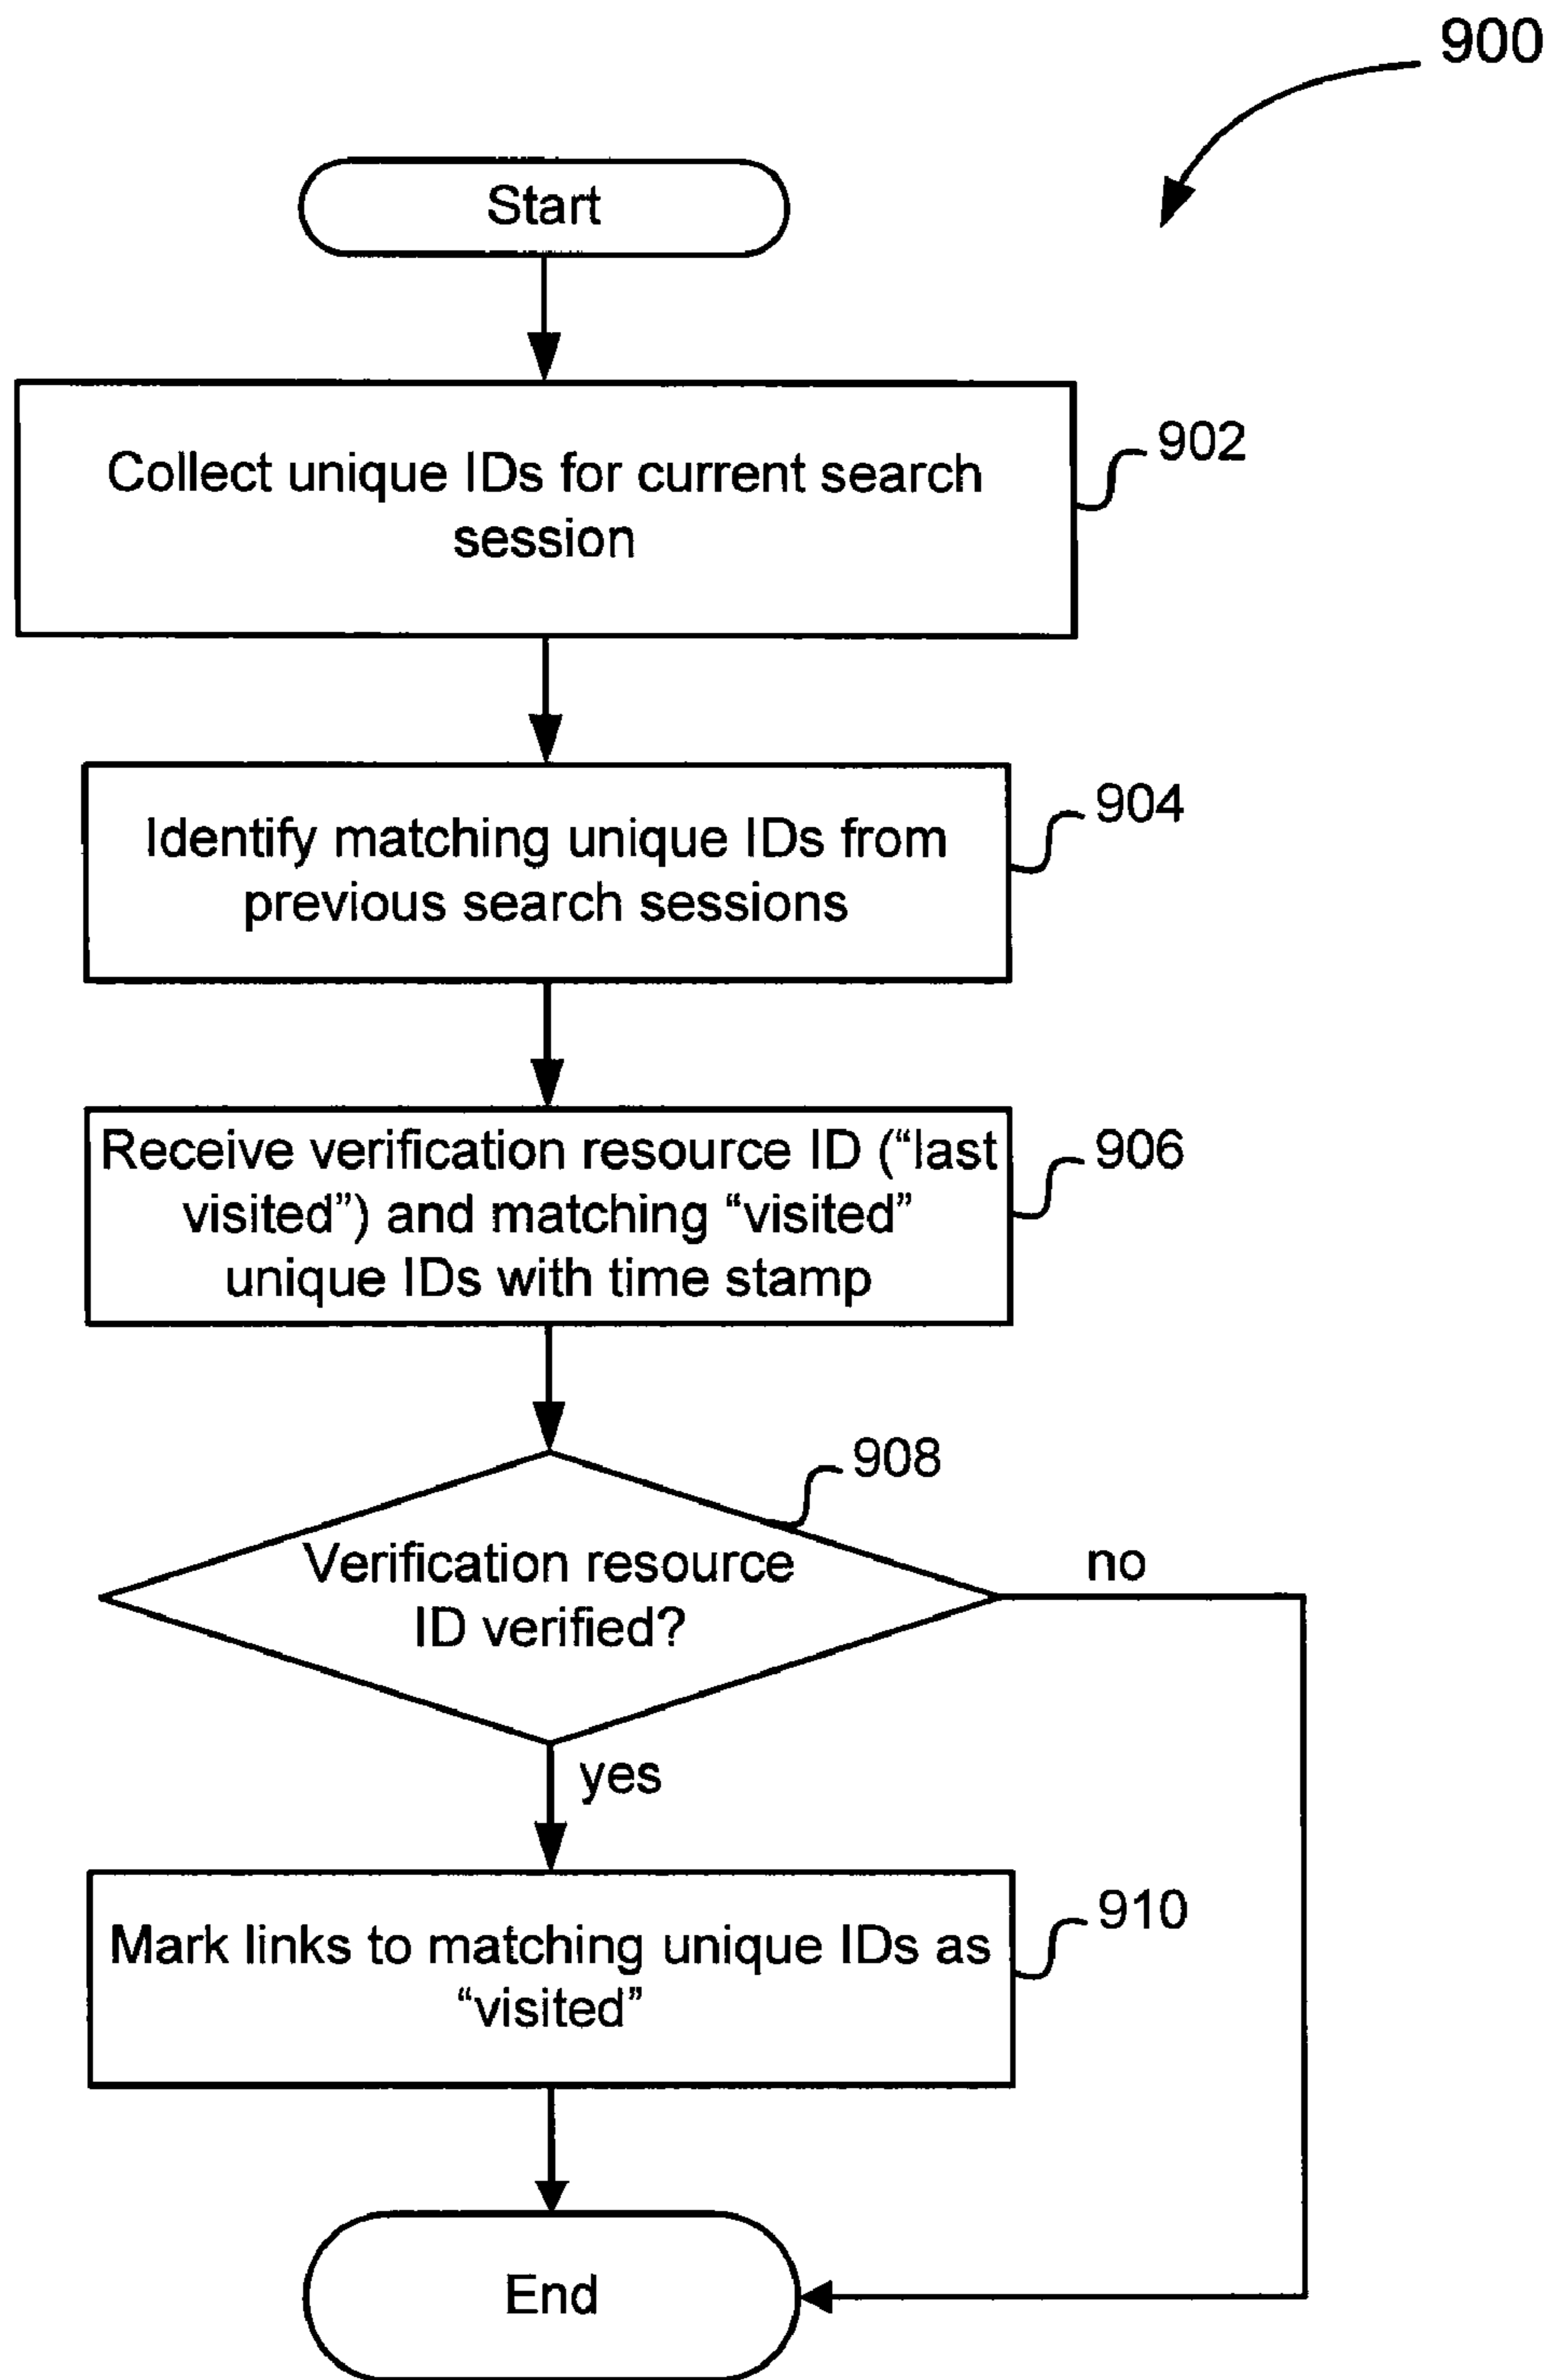 900
Start
Collect unique IDs for current search
session
902
Identify matching unique IDs from
previous search sessions
904
Receive verification resource ID (“last
visited”) and matching “visited”
unique IDs with time stamp
906
908
Verification resource
ID verified?
no
yes
Mark links to matching unique IDs as
“visited”
910
End